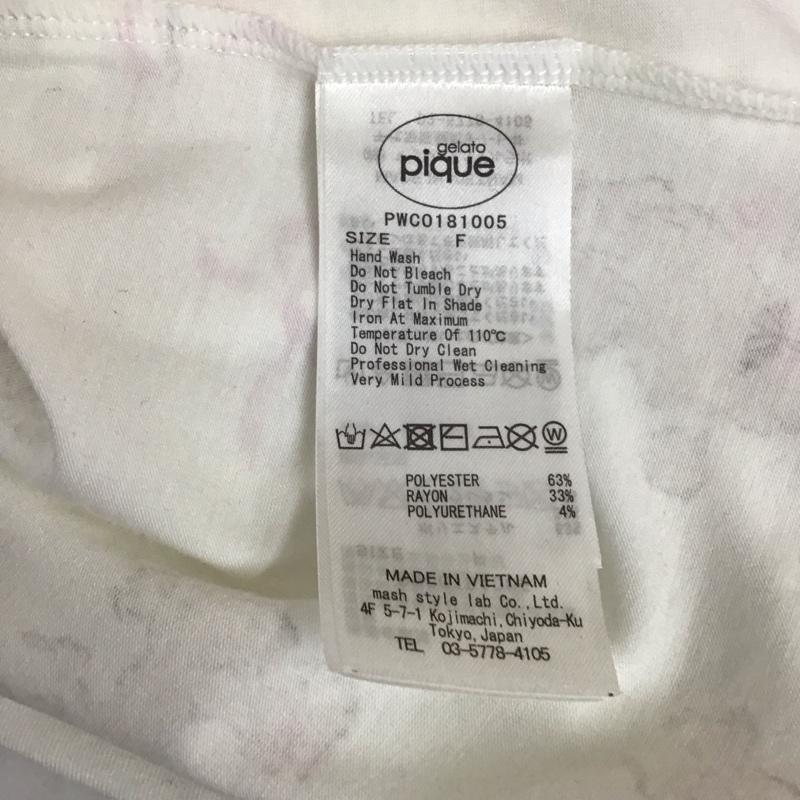 gelato
pique
PWCO181005
SIZE F
Hand Wash
Do Not Bleach
Do Not Tumble Dry
Dry Flat In Shade
Iron At Maximum
Temperature Of 110℃
Do Not Dry Clean
Professional Wet Cleaning
Very Mild Process
W
POLYESTER 63%
RAYON 33%
POLYURETHANE 4%
MADE IN VIETNAM
mash style lab Co.,Ltd.
4F 5-7-1 Kojimachi,Chiyoda-Ku
Tokyo,Japan
TEL 03-5778-4105